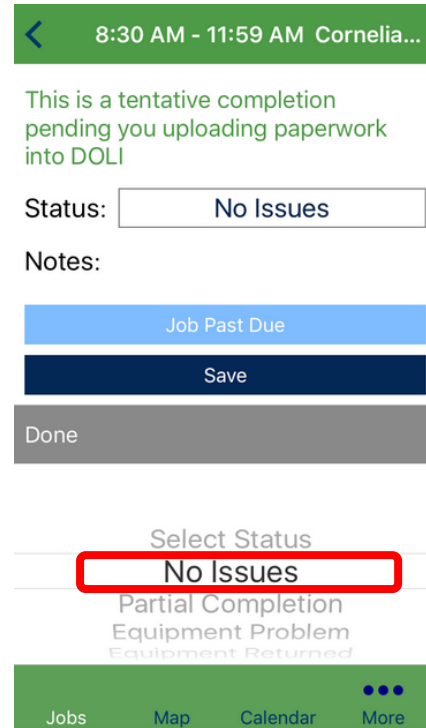 8:30 AM - 11:59 AM Cornelia...
This is a tentative completion
pending you uploading paperwork
into DOLI
Status: No Issues
Notes:
Job Past Due
Save
Done
Select Status
No Issues
Partial Completion
Equipment Problem
Equipment Returned
Jobs Map Calendar More